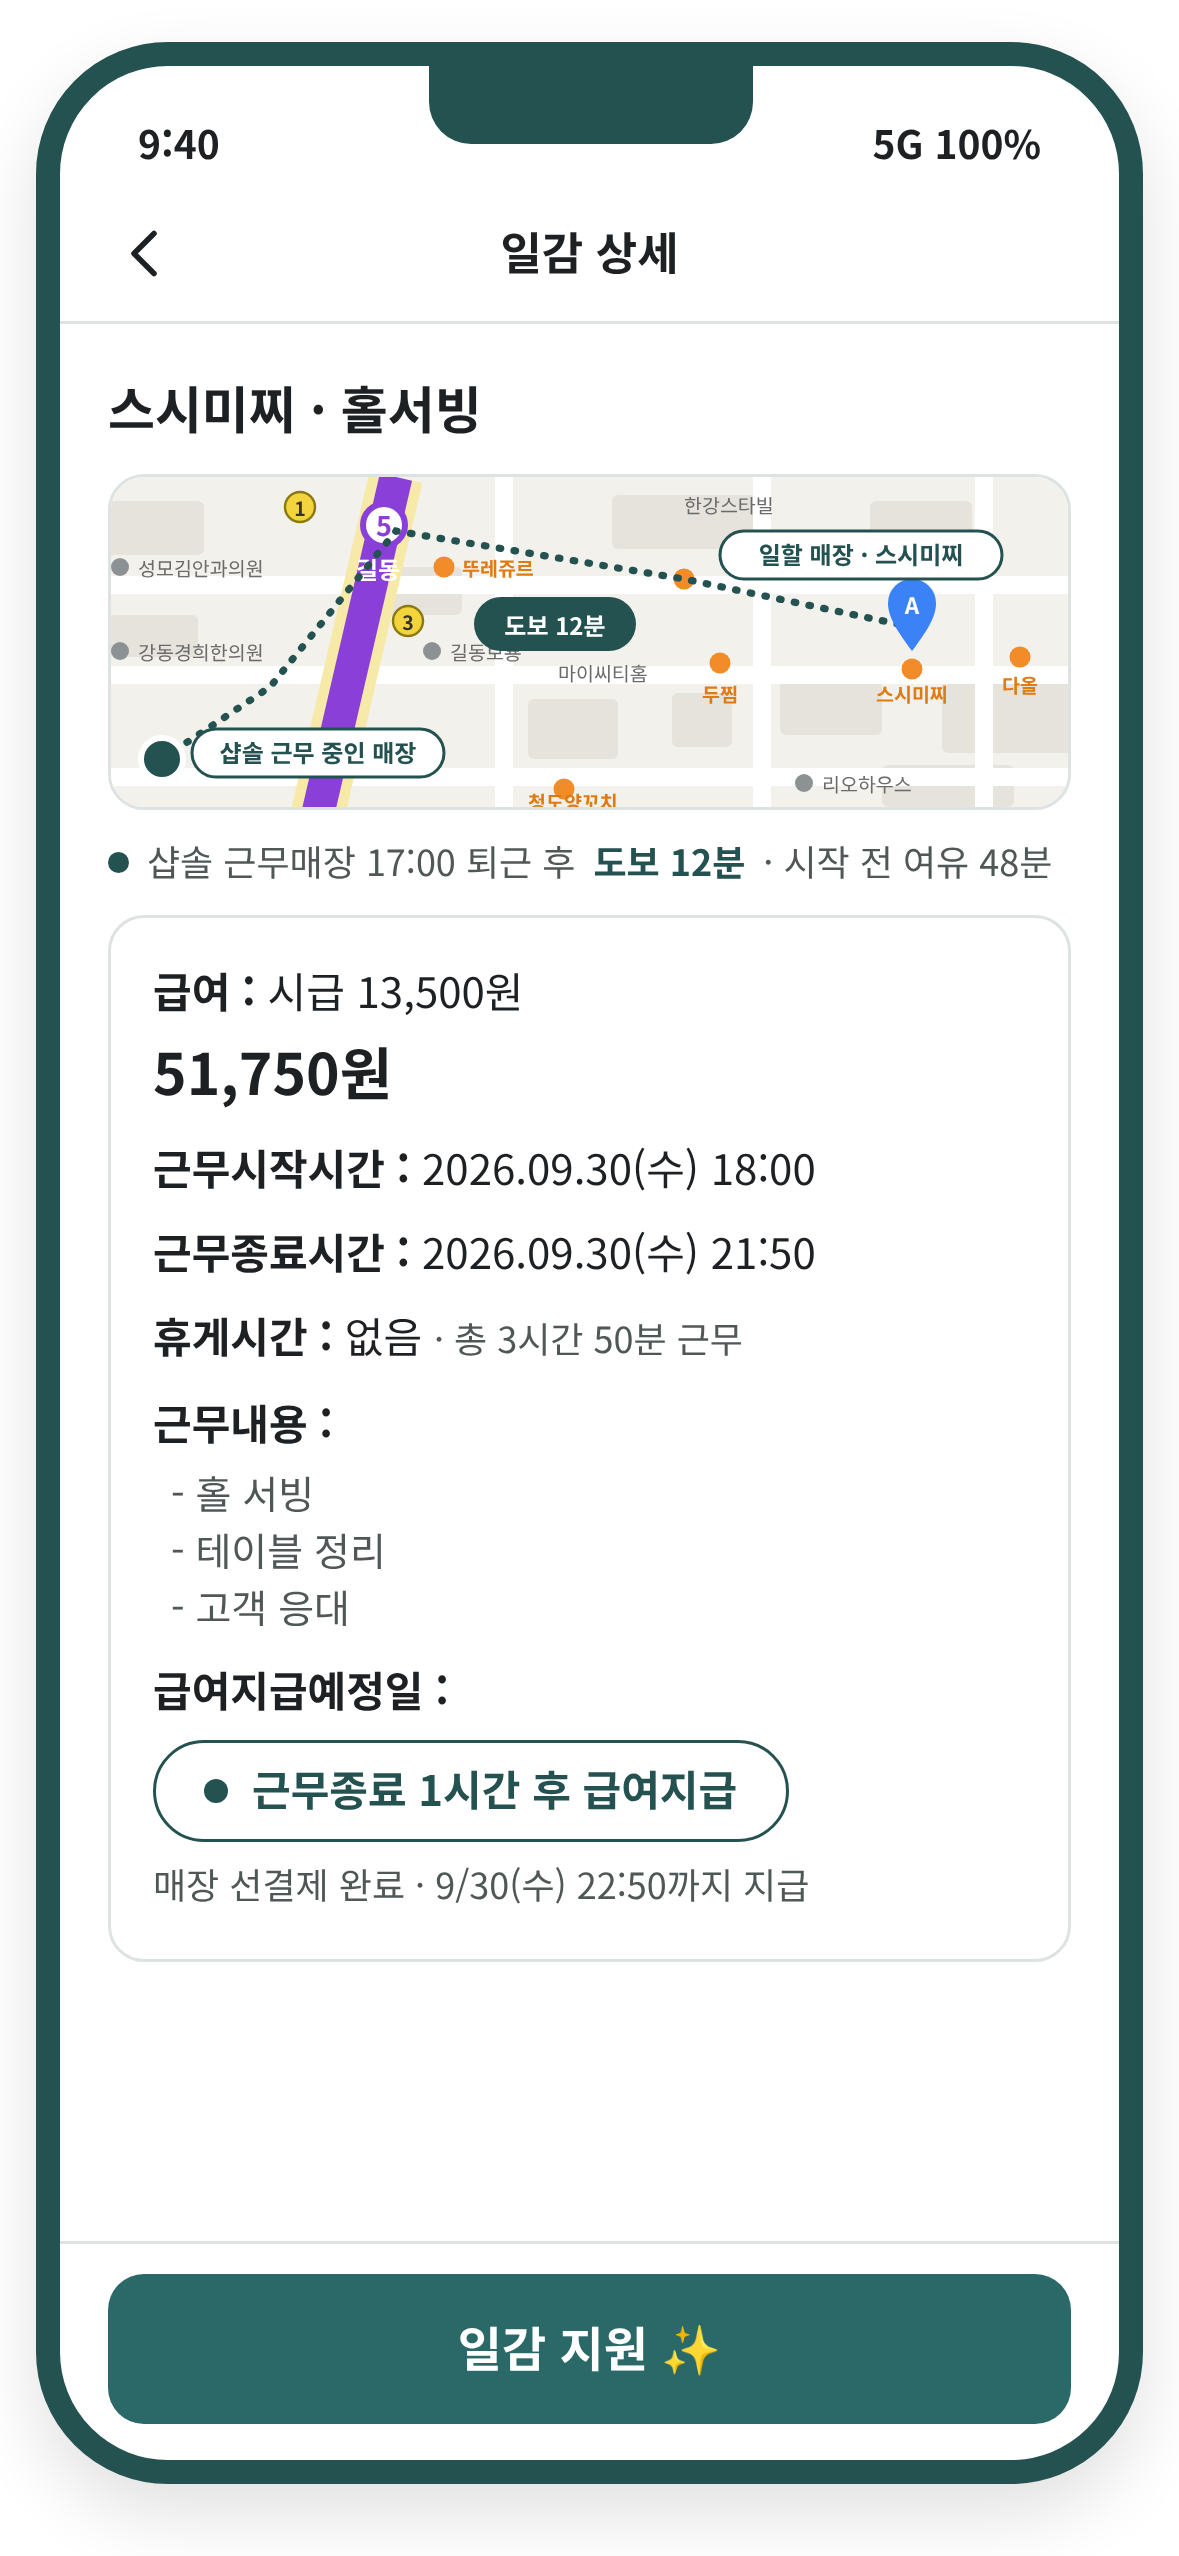 9:40
5G 100%
일감 상세
스시미찌 · 홀서빙
1
5
한강스타빌
일할 매장 · 스시미찌
성모김안과의원
길동
뚜레쥬르
A
3
도보 12분
강동경희한의원
마이씨티홈
두찜
스시미찌
다올
샵솔 근무 중인 매장
리오하우스
샵솔 근무매장 17:00 퇴근 후 도보 12분 · 시작 전 여유 48분
급여 : 시급 13,500원
51,750원
근무시작시간 : 2026.09.30(수) 18:00
근무종료시간 : 2026.09.30(수) 21:50
휴게시간 : 없음 · 총 3시간 50분 근무
근무내용 :
- 홀 서빙
- 테이블 정리
- 고객 응대
급여지급예정일 :
근무종료 1시간 후 급여지급
매장 선결제 완료 · 9/30(수) 22:50까지 지급
일감 지원 ✨